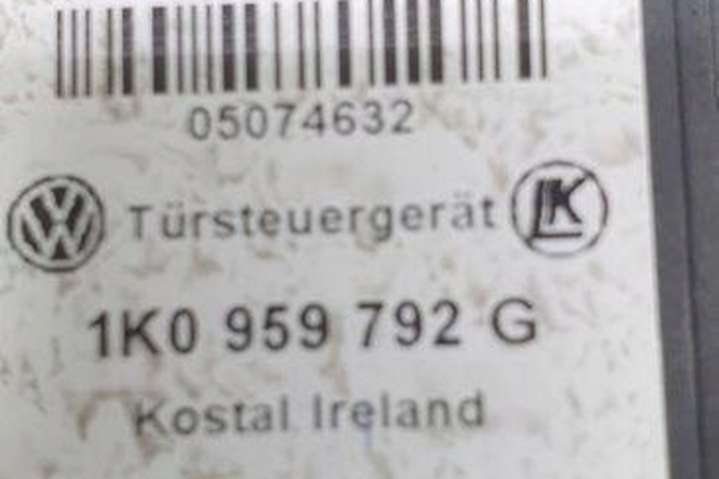 05074632
Türsteuergerät
1K0 959 792 G
Kostal Ireland